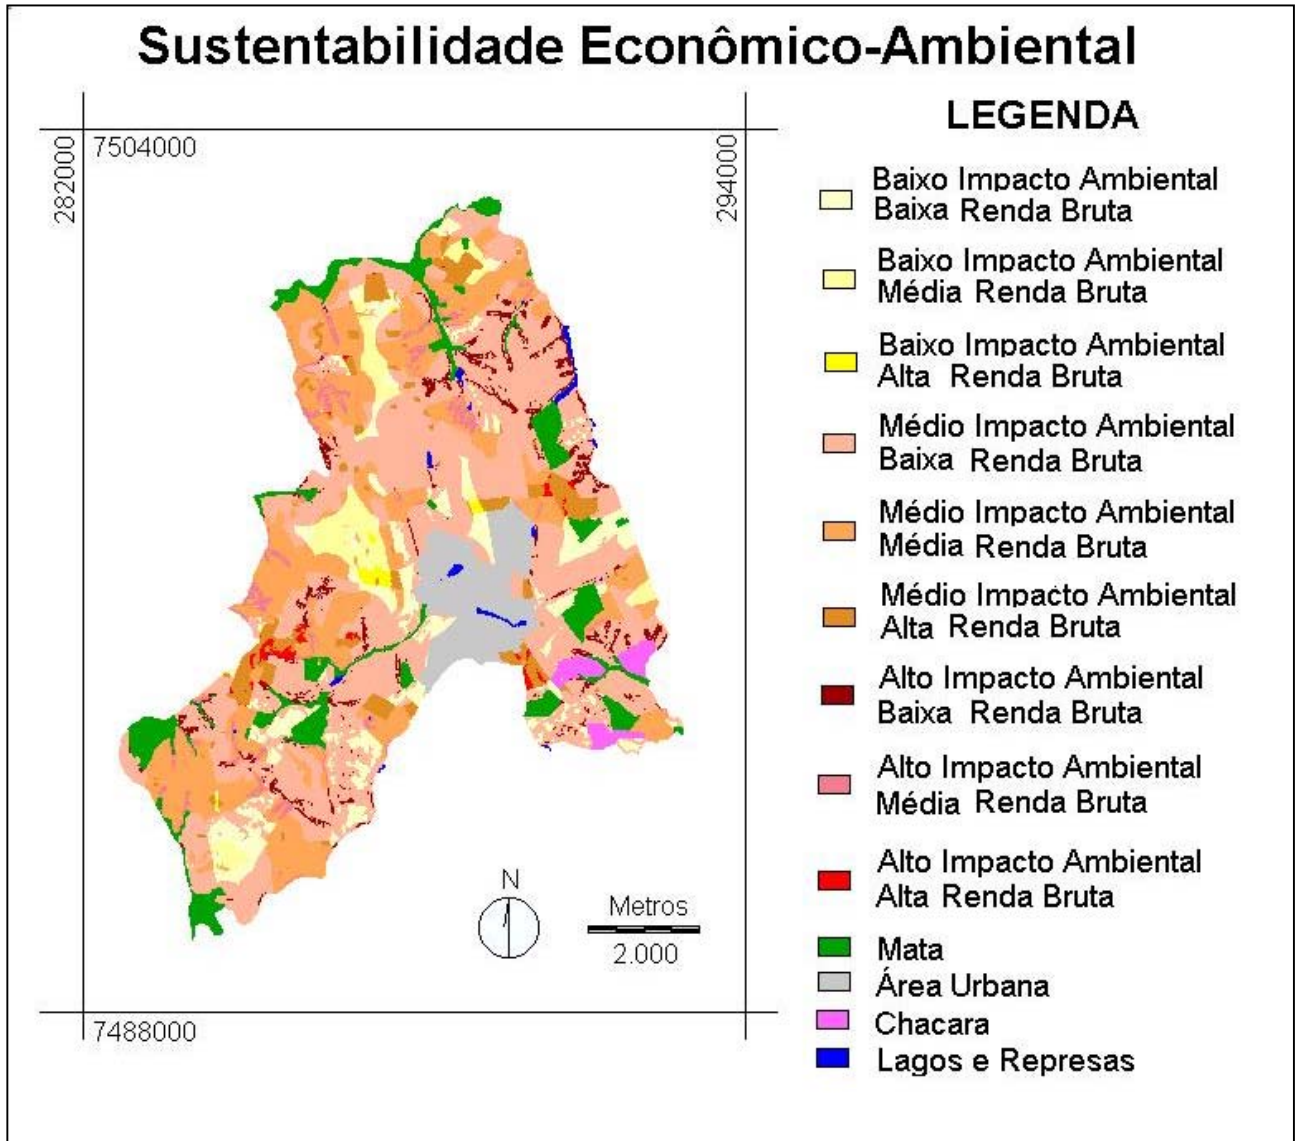 Sustentabilidade Econômico-Ambiental
LEGENDA
282000
7504000
294000
Baixo Impacto Ambiental
Baixa Renda Bruta
Baixo Impacto Ambiental
Média Renda Bruta
Baixo Impacto Ambiental
Alta Renda Bruta
Médio Impacto Ambiental
Baixa Renda Bruta
Médio Impacto Ambiental
Média Renda Bruta
Médio Impacto Ambiental
Alta Renda Bruta
Alto Impacto Ambiental
Baixa Renda Bruta
Alto Impacto Ambiental
Média Renda Bruta
Alto Impacto Ambiental
Alta Renda Bruta
Mata
Área Urbana
Chacara
Lagos e Represas
N
Metros
2.000
7488000